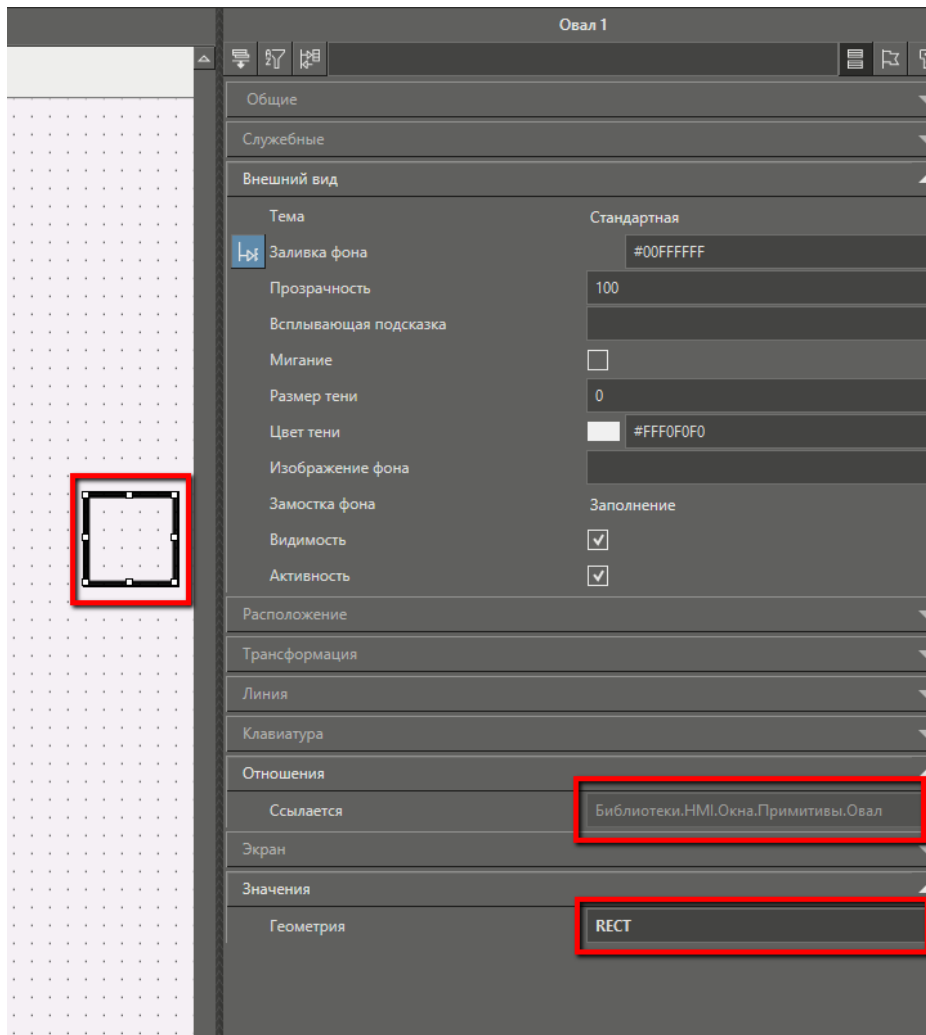 Овал 1
Общие
Служебные
Внешний вид
Тема Стандартная
Заливка фона #00FFFFFF
Прозрачность 100
Всплывающая подсказка
Мигание
Размер тени 0
Цвет тени #FFF0F0F0
Изображение фона
Замостка фона Заполнение
Видимость
Активность
Расположение
Трансформация
Линия
Клавиатура
Отношения
Ссылается Библиотеки.HMI.Окна.Примитивы.Овал
Экран
Значения
Геометрия RECT